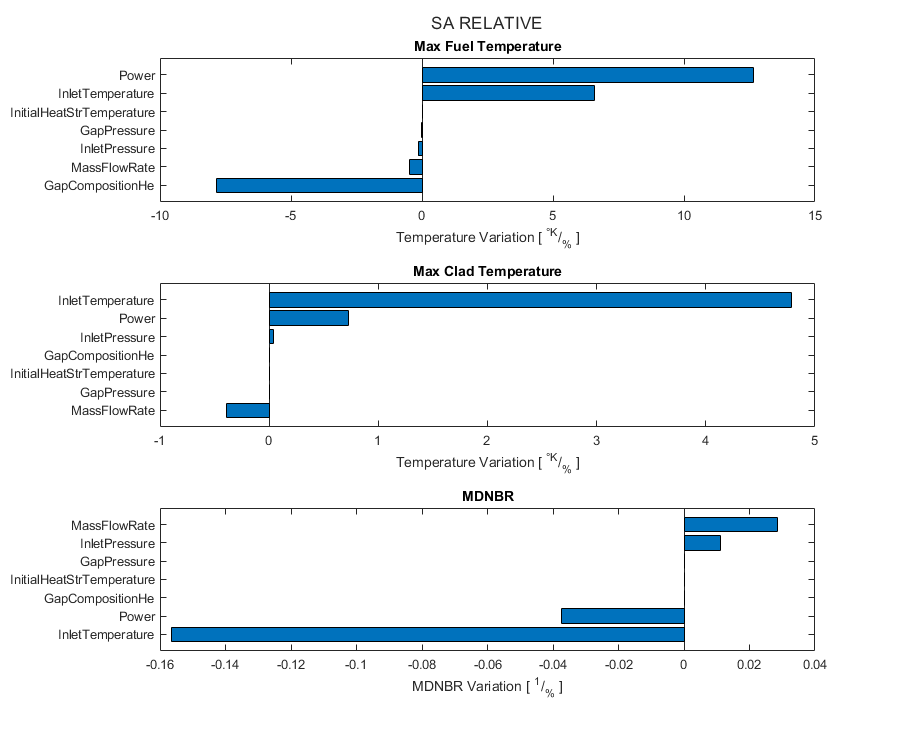 SA RELATIVE
Max Fuel Temperature
Power
InletTemperature
InitialHeatStrTemperature
GapPressure
InletPressure
MassFlowRate
GapCompositionHe
-10 -5 0 5 10 15
Temperature Variation [ °K/% ]
Max Clad Temperature
InletTemperature
Power
InletPressure
GapCompositionHe
InitialHeatStrTemperature
GapPressure
MassFlowRate
-1 0 1 2 3 4 5
Temperature Variation [ °K/% ]
MDNBR
MassFlowRate
InletPressure
GapPressure
InitialHeatStrTemperature
GapCompositionHe
Power
InletTemperature
-0.16 -0.14 -0.12 -0.1 -0.08 -0.06 -0.04 -0.02 0 0.02 0.04
MDNBR Variation [ 1/% ]